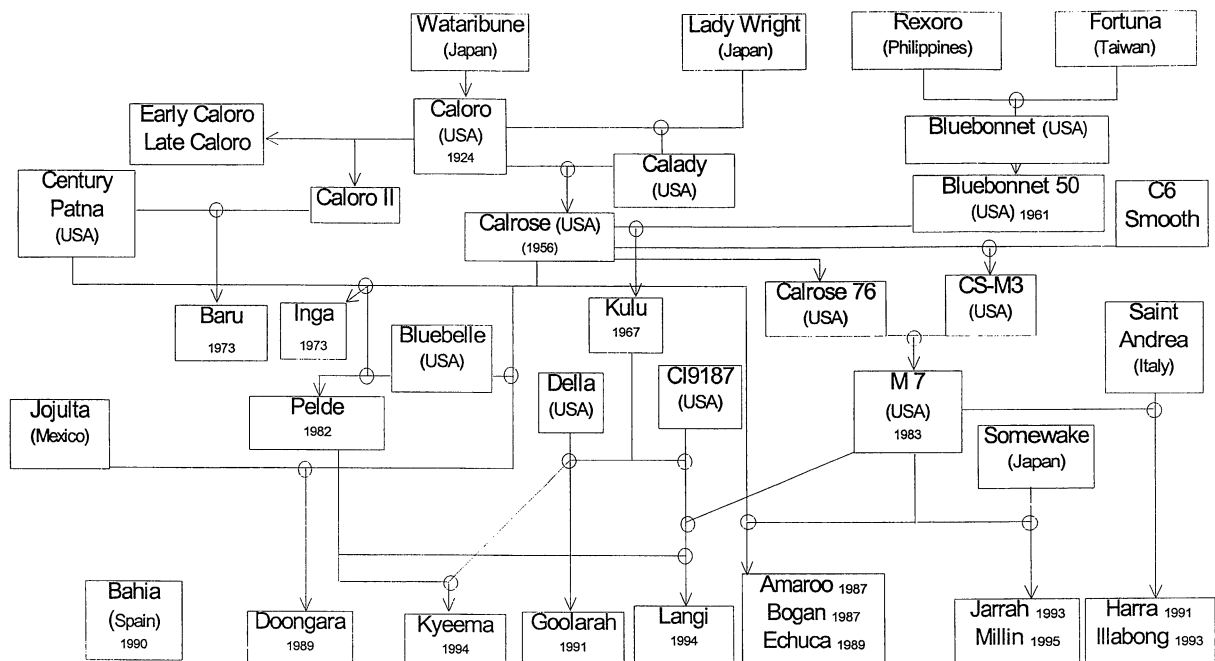 Wataribune
(Japan)
Lady Wright
(Japan)
Rexoro
(Philippines)
Fortuna
(Taiwan)
Early Caloro
Late Caloro
Caloro
(USA)
1924
Bluebonnet (USA)
Century
Patna
(USA)
Caloro II
Calady
(USA)
Bluebonnet 50
(USA) 1961
C6
Smooth
Calrose (USA)
(1956)
Baru
1973
Inga
1973
Bluebelle
(USA)
Kulu
1967
Calrose 76
(USA)
CS-M3
(USA)
Saint
Andrea
(Italy)
Jojulta
(Mexico)
Pelde
1982
Della
(USA)
CI9187
(USA)
M 7
(USA)
1983
Somewake
(Japan)
Bahia
(Spain)
1990
Doongara
1989
Kyeema
1994
Goolarah
1991
Langi
1994
Amaroo 1987
Bogan 1987
Echuca 1989
Jarrah 1993
Millin 1995
Harra 1991
Illabong 1993